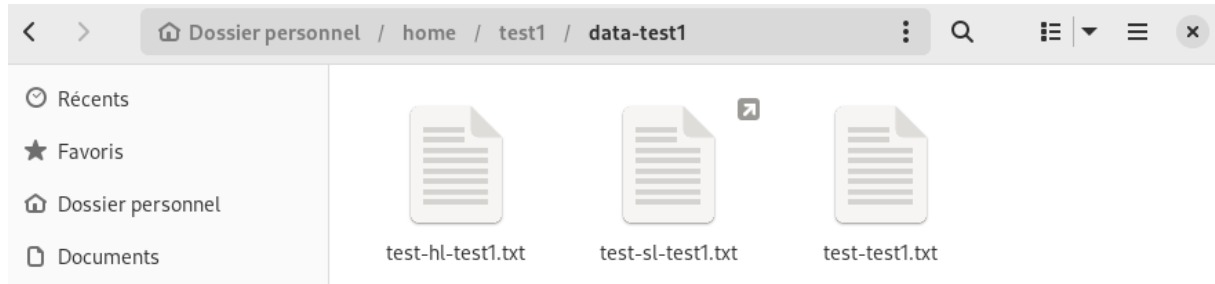 Dossier personnel / home / test1 / data-test1
Récents
Favoris
Dossier personnel
Documents
test-hl-test1.txt test-sl-test1.txt test-test1.txt